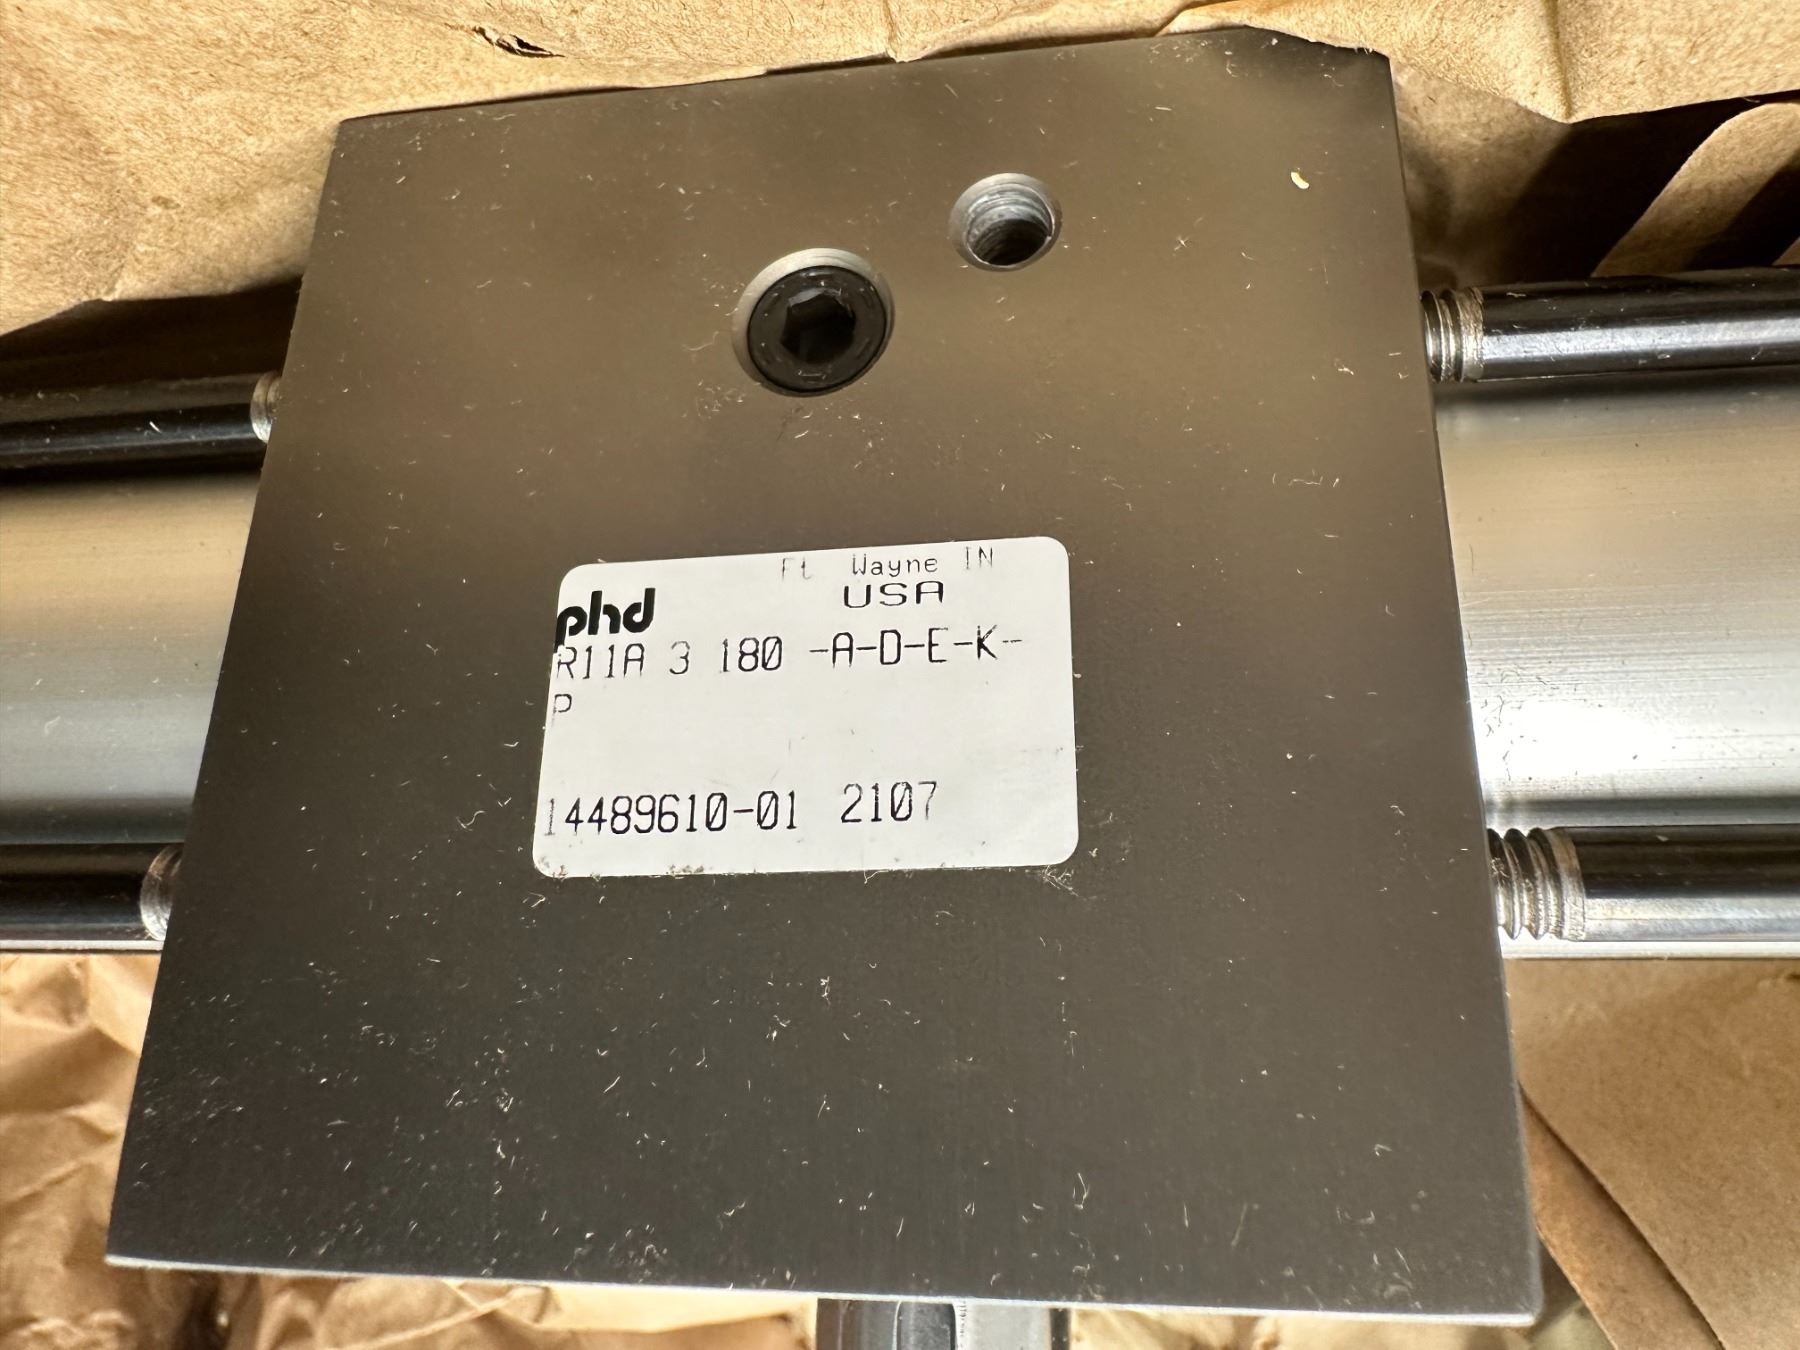 Ft Wayne IN
phd USA
R11A 3 180 -A-D-E-K-
P
14489610-01 2107